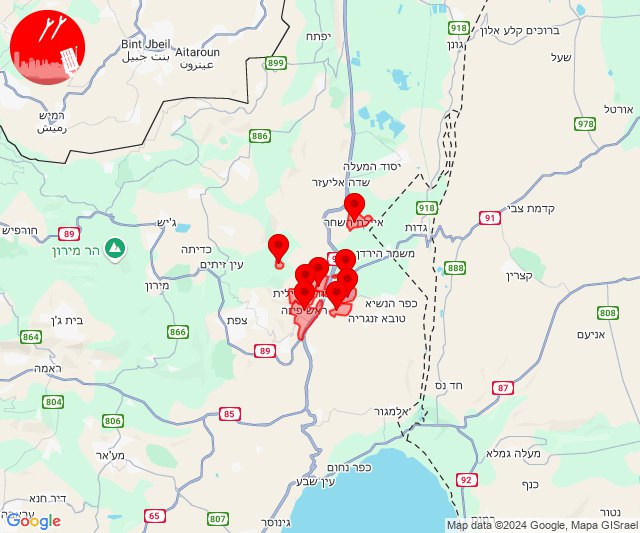 ברוכים קלע אלון
918
יפתח
גונן
Bint Jbeil
بنت جبيل
Aitaroun
عيترون
899
שעל
רמיש
رميش
אורטל
978
886
יסוד המעלה
שדה אליעזר
918
קדמת צבי
91
איילת השחר
חורפיש
89
ג'יש
גדות
הר מירון
כדיתה
עין זיתים
משמר הירדן
888
קצרין
מירון
כפר הנשיא
ראש פינה
808
בית ג'ן
866
צפת
טובא זנגריה
אניעם
89
ראמה
חד נס
87
804
85
אלמגור
806
מע'אר
מעלה גמלא
כפר נחום
92
כנף
עין שבע
דיר חנא
65
807
גינוסר
נטור
Google
Map data ©2024 Google, Mapa GISrael